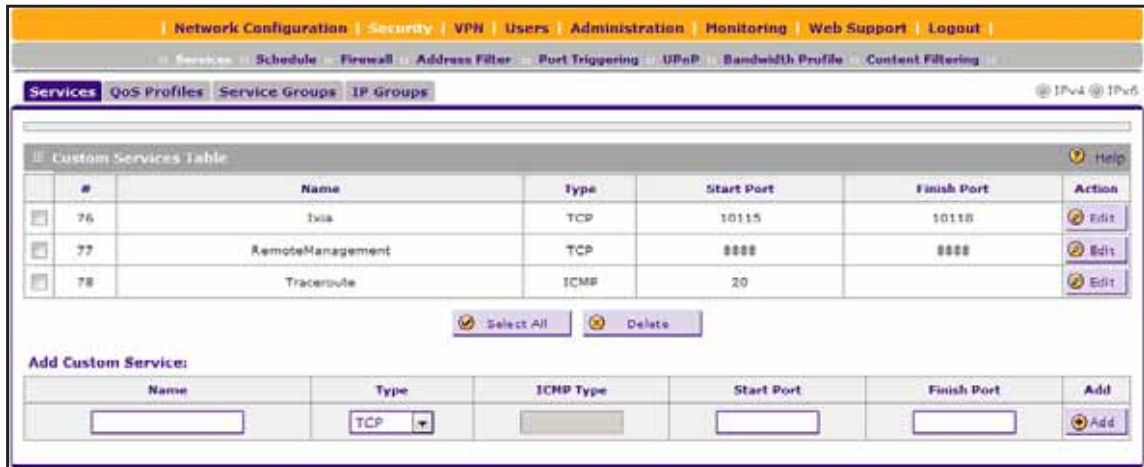 Network Configuration | Security | VPN | Users | Administration | Monitoring | Web Support | Logout
Services Schedule Firewall Address Filter Port Triggering UPnP Bandwidth Profile Content Filtering
Services QoS Profiles Service Groups IP Groups IPv4 IPv6
Custom Services Table Help
# Name Type Start Port Finish Port Action
76 Ixia TCP 10115 10118 Edit
77 RemoteManagement TCP 8888 8888 Edit
78 Traceroute ICMP 20 Edit
Select All Delete
Add Custom Service:
Name Type ICMP Type Start Port Finish Port Add
TCP Add